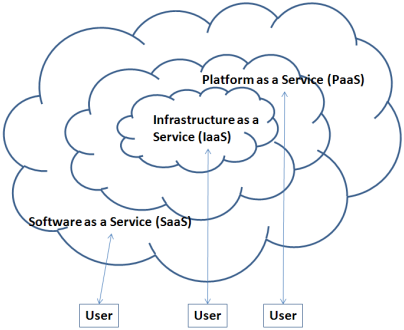 Platform as a Service (PaaS)
Infrastructure as a
Service (IaaS)
Software as a Service (SaaS)
User
User
User